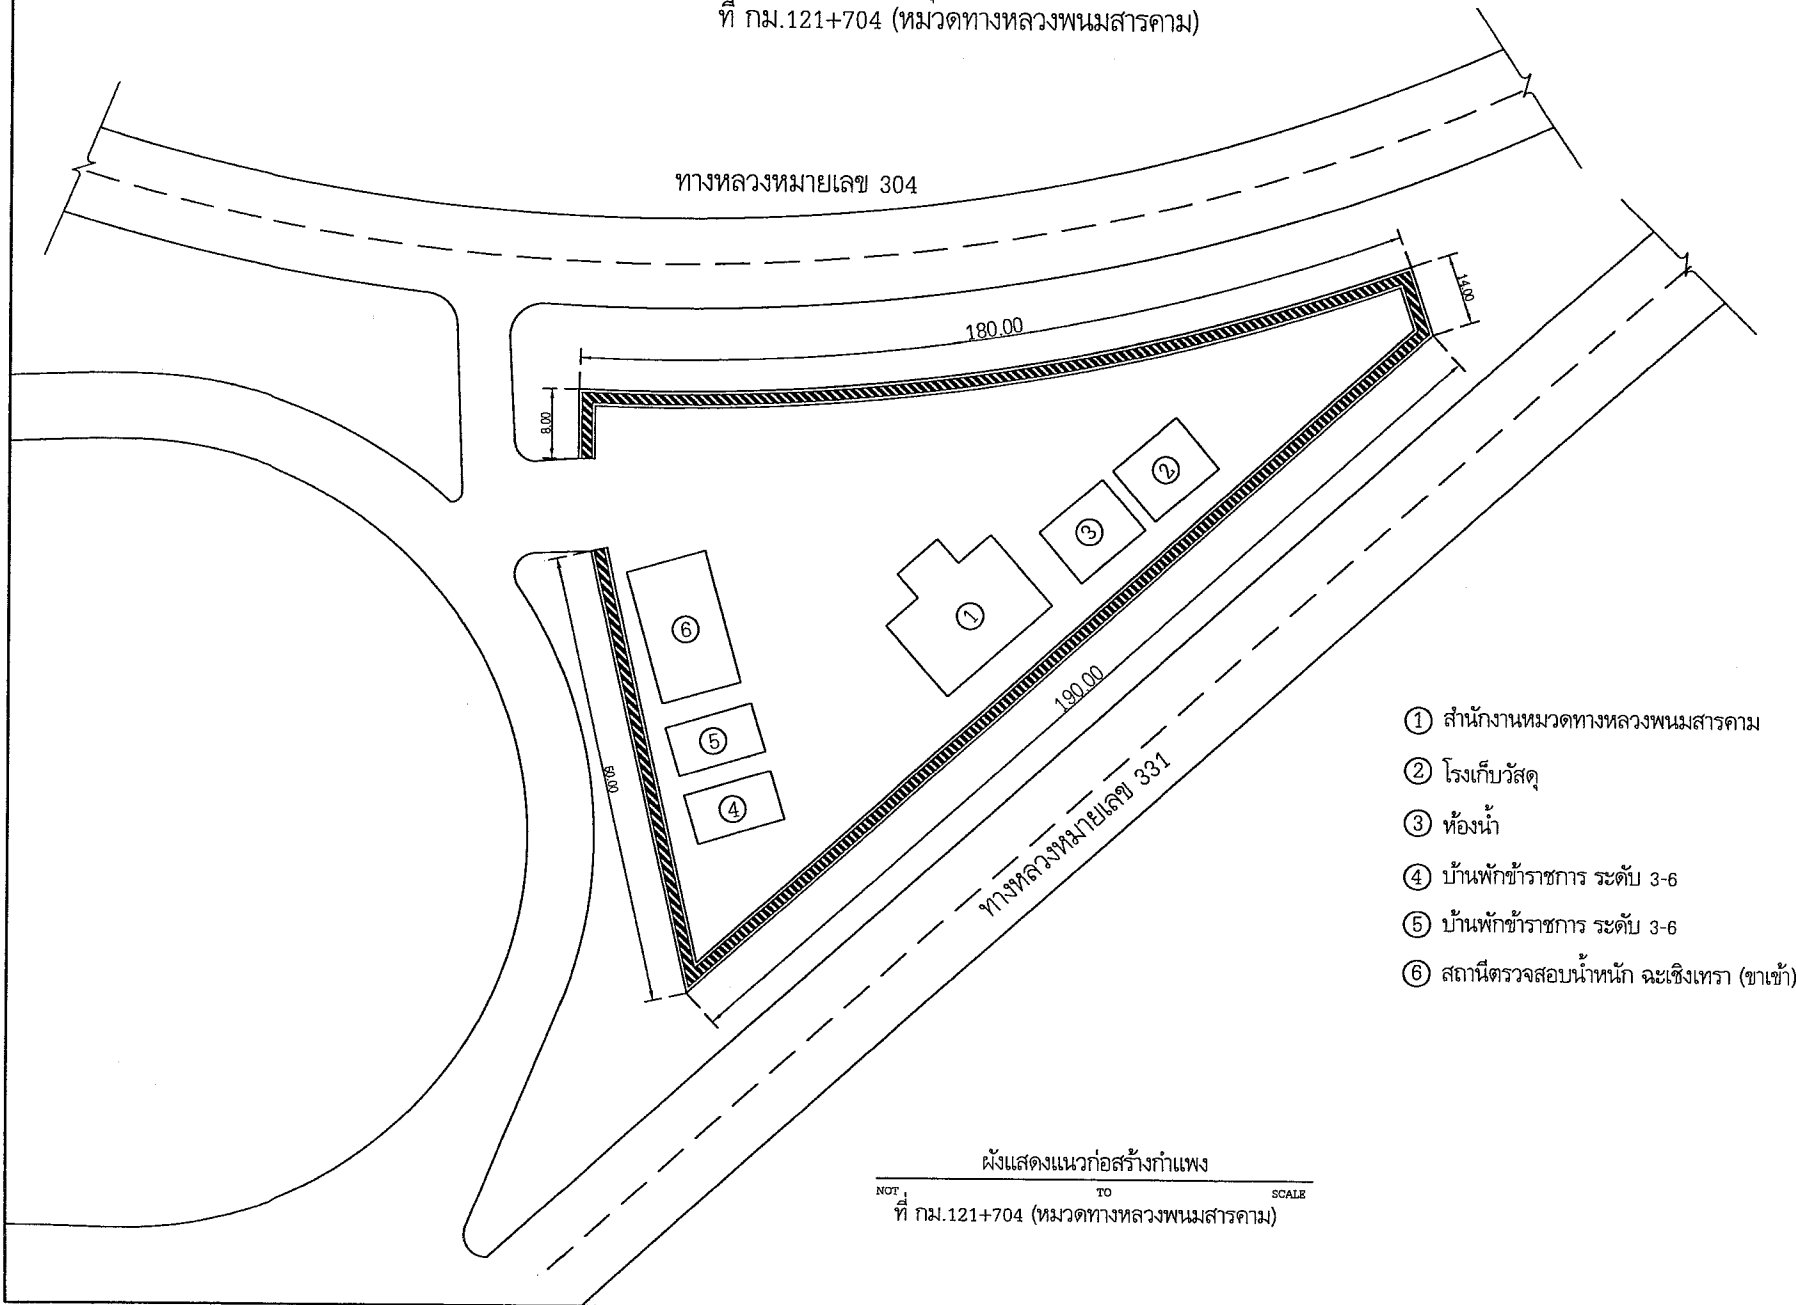 ที่ กม.121+704 (หมวดทางหลวงพนมสารคาม)
ทางหลวงหมายเลข 304
180.00
14.00
8.00
190.00
60.00
ทางหลวงหมายเลข 331
1
2
3
4
5
6
① สำนักงานหมวดทางหลวงพนมสารคาม
② โรงเก็บวัสดุ
③ ห้องน้ำ
④ บ้านพักข้าราชการ ระดับ 3-6
⑤ บ้านพักข้าราชการ ระดับ 3-6
⑥ สถานีตรวจสอบน้ำหนัก ฉะเชิงเทรา (ขาเข้า)
ผังแสดงแนวก่อสร้างกำแพง
NOT TO SCALE
ที่ กม.121+704 (หมวดทางหลวงพนมสารคาม)